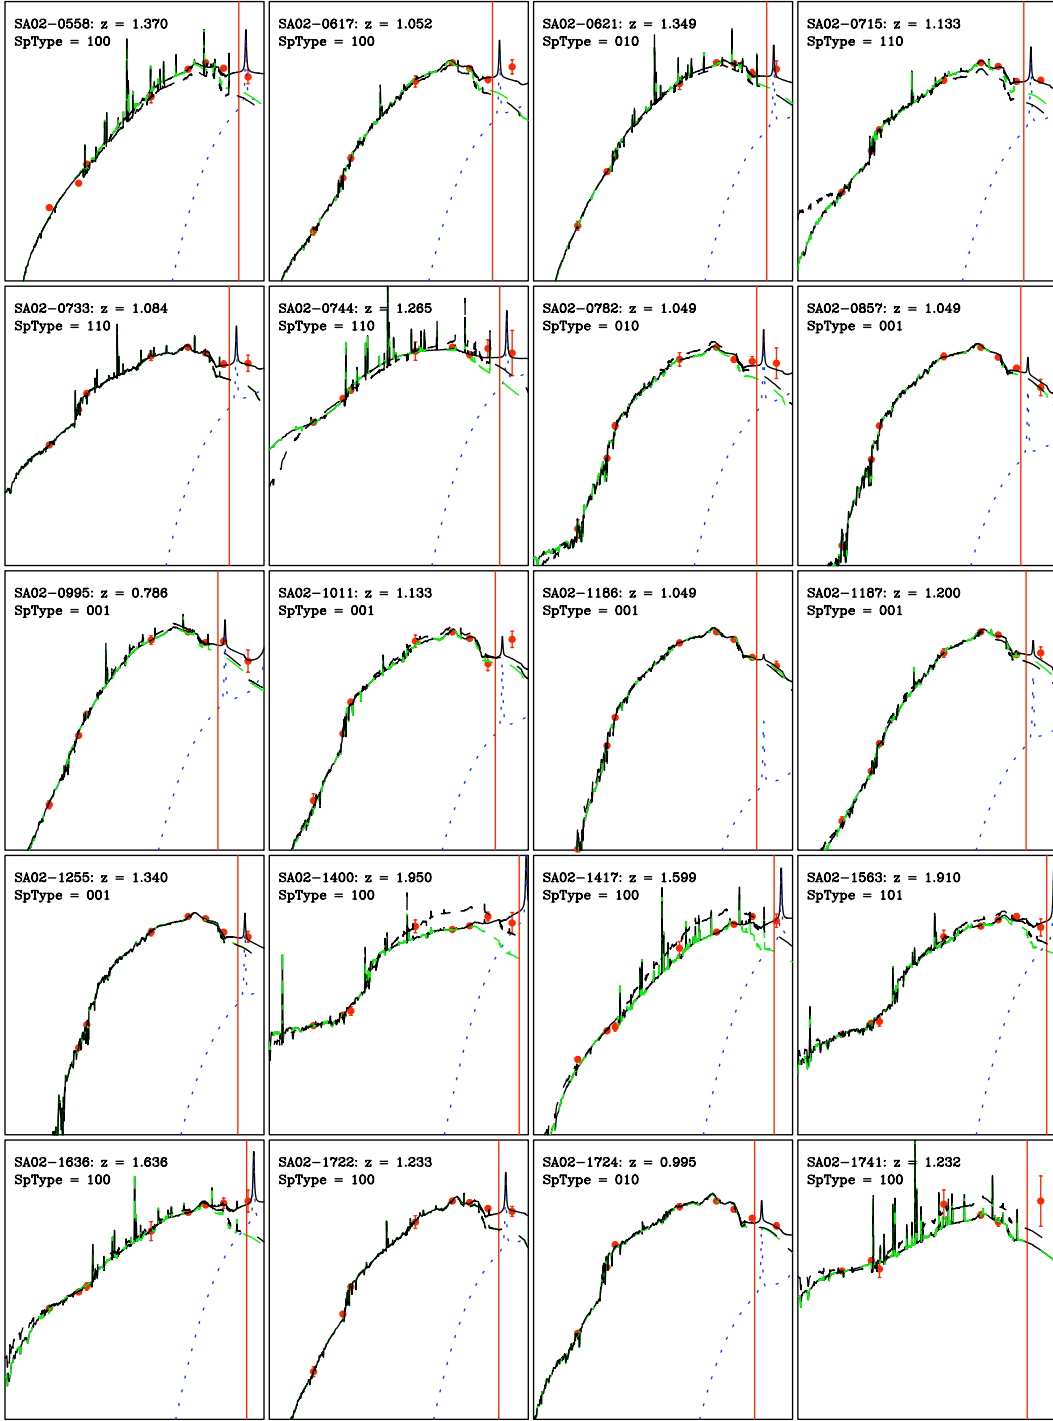 SA02-0558: z = 1.370
SpType = 100
SA02-0617: z = 1.052
SpType = 100
SA02-0621: z = 1.349
SpType = 010
SA02-0715: z = 1.133
SpType = 110
SA02-0733: z = 1.084
SpType = 110
SA02-0744: z = 1.265
SpType = 110
SA02-0782: z = 1.049
SpType = 010
SA02-0857: z = 1.049
SpType = 001
SA02-0995: z = 0.786
SpType = 001
SA02-1011: z = 1.133
SpType = 001
SA02-1186: z = 1.049
SpType = 001
SA02-1187: z = 1.200
SpType = 001
SA02-1255: z = 1.340
SpType = 001
SA02-1400: z = 1.950
SpType = 100
SA02-1417: z = 1.599
SpType = 100
SA02-1563: z = 1.910
SpType = 101
SA02-1636: z = 1.636
SpType = 100
SA02-1722: z = 1.233
SpType = 100
SA02-1724: z = 0.995
SpType = 010
SA02-1741: z = 1.232
SpType = 100